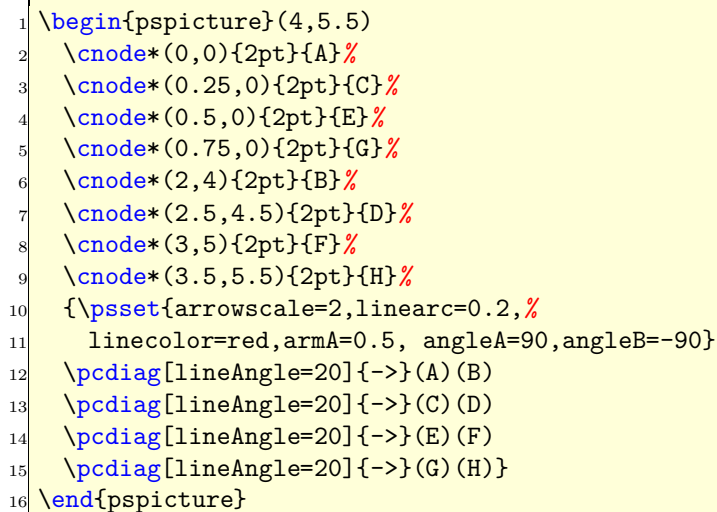 1 \begin{pspicture}(4,5.5)
2   \cnode*(0,0){2pt}{A}%
3   \cnode*(0.25,0){2pt}{C}%
4   \cnode*(0.5,0){2pt}{E}%
5   \cnode*(0.75,0){2pt}{G}%
6   \cnode*(2,4){2pt}{B}%
7   \cnode*(2.5,4.5){2pt}{D}%
8   \cnode*(3,5){2pt}{F}%
9   \cnode*(3.5,5.5){2pt}{H}%
10   {\psset{arrowscale=2,linearc=0.2,%
11     linecolor=red,armA=0.5, angleA=90,angleB=-90}
12   \pcdiag[lineAngle=20]{->}(A)(B)
13   \pcdiag[lineAngle=20]{->}(C)(D)
14   \pcdiag[lineAngle=20]{->}(E)(F)
15   \pcdiag[lineAngle=20]{->}(G)(H)}
16 \end{pspicture}